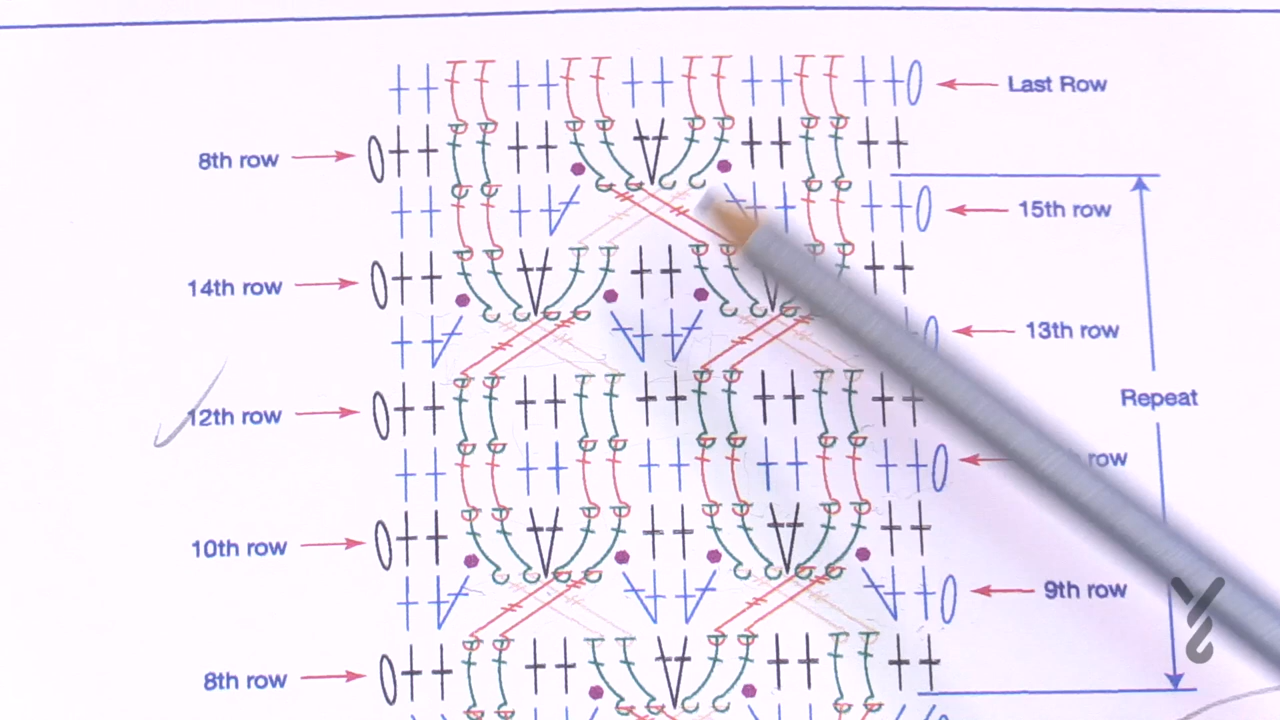 Last Row
8th row
15th row
14th row
13th row
12th row
Repeat
row
10th row
9th row
8th row